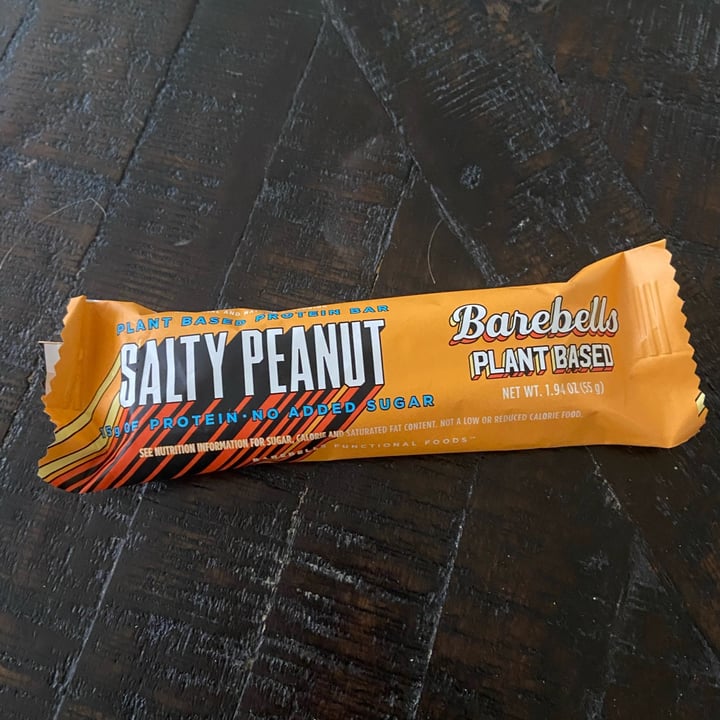 PLANT BASED PROTEIN BAR
SALTY PEANUT
15g OF PROTEIN • NO ADDED SUGAR
SEE NUTRITION INFORMATION FOR SUGAR, CALORIE AND SATURATED FAT CONTENT. NOT A LOW OR REDUCED CALORIE FOOD.
BAREBELLS FUNCTIONAL FOODS™
Barebells
PLANT BASED
NET WT. 1.94 OZ (55 g)